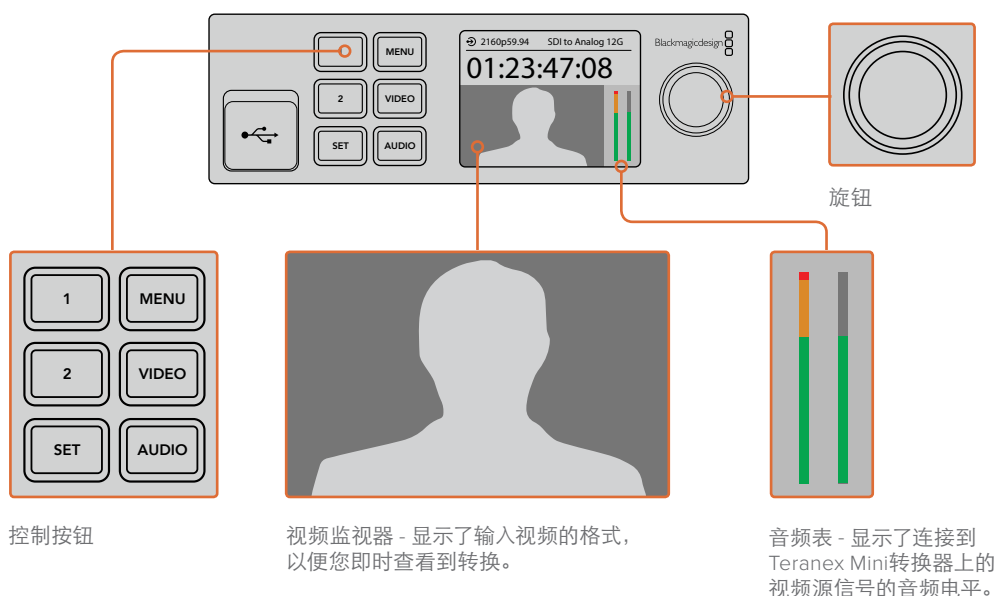 2160p59.94 SDI to Analog 12G
Blackmagicdesign
01:23:47:08
MENU
2 VIDEO
SET AUDIO
旋钮
1 MENU
2 VIDEO
SET AUDIO
控制按钮
视频监视器 - 显示了输入视频的格式，
以便您即时查看到转换。
音频表 - 显示了连接到
Teranex Mini转换器上的
视频源信号的音频电平。